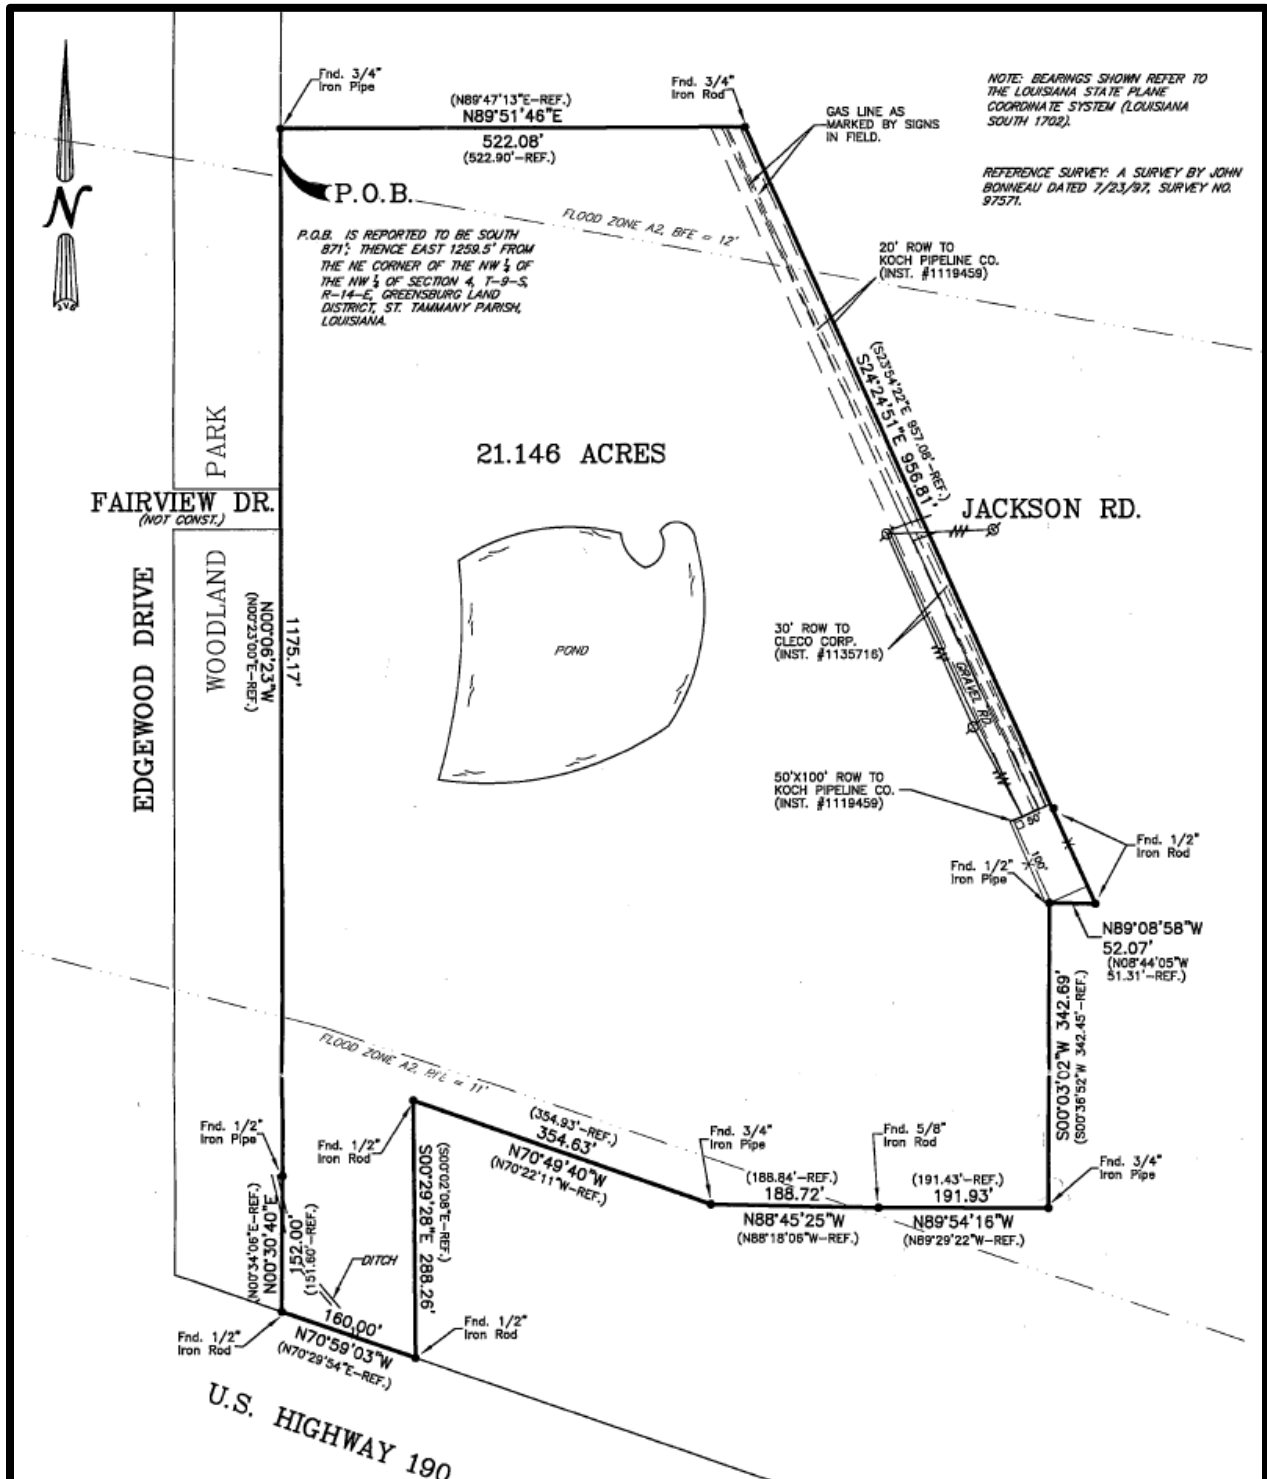 Fnd. 3/4"
Iron Pipe
(N89°47'13"E-REF.)
N89°51'46"E
522.08'
(522.90'-REF.)
Fnd. 3/4"
Iron Rod
GAS LINE AS
MARKED BY SIGNS
IN FIELD.
NOTE: BEARINGS SHOWN REFER TO
THE LOUISIANA STATE PLANE
COORDINATE SYSTEM (LOUISIANA
SOUTH 1702).
REFERENCE SURVEY: A SURVEY BY JOHN
BONNEAU DATED 7/23/97, SURVEY NO.
97571.
N
P.O.B.
P.O.B. IS REPORTED TO BE SOUTH
871'; THENCE EAST 1259.5' FROM
THE NE CORNER OF THE NW ¼ OF
THE NW ¼ OF SECTION 4, T-9-S,
R-14-E, GREENSBURG LAND
DISTRICT, ST. TAMMANY PARISH,
LOUISIANA.
FLOOD ZONE A2, BFE = 12'
20' ROW TO
KOCH PIPELINE CO.
(INST. #1119459)
(S23°54'22"E 957.08'-REF.)
S24°24'51"E 956.81'
21.146 ACRES
PARK
FAIRVIEW DR.
(NOT CONST.)
WOODLAND
EDGEWOOD DRIVE
JACKSON RD.
1175.17'
N00°06'23"W
(N00°23'00"E-REF.)
POND
30' ROW TO
CLECO CORP.
(INST. #1135716)
GRAVEL RD.
50'X100' ROW TO
KOCH PIPELINE CO.
(INST. #1119459)
50'
100'
Fnd. 1/2"
Iron Rod
Fnd. 1/2"
Iron Pipe
N89°08'58"W
52.07'
(N08°44'05"W
51.31'-REF.)
S00°03'02"W 342.69'
(S00°36'52"W 342.45'-REF.)
FLOOD ZONE A2, BFE = 11'
Fnd. 1/2"
Iron Pipe
Fnd. 1/2"
Iron Rod
(354.93'-REF.)
354.63'
N70°49'40"W
(N70°22'11"W-REF.)
Fnd. 3/4"
Iron Pipe
Fnd. 5/8"
Iron Rod
Fnd. 3/4"
Iron Pipe
(188.84'-REF.)
188.72'
N88°45'25"W
(N88°18'06"W-REF.)
(191.43'-REF.)
191.93'
N89°54'16"W
(N89°29'22"W-REF.)
(S00°02'08"E-REF.)
S00°29'28"E 288.26'
(N00°34'06"E-REF.)
N00°30'40"E
152.00'
(151.60'-REF.)
DITCH
160.00'
N70°59'03"W
(N70°29'54"E-REF.)
Fnd. 1/2"
Iron Rod
Fnd. 1/2"
Iron Rod
U.S. HIGHWAY 190